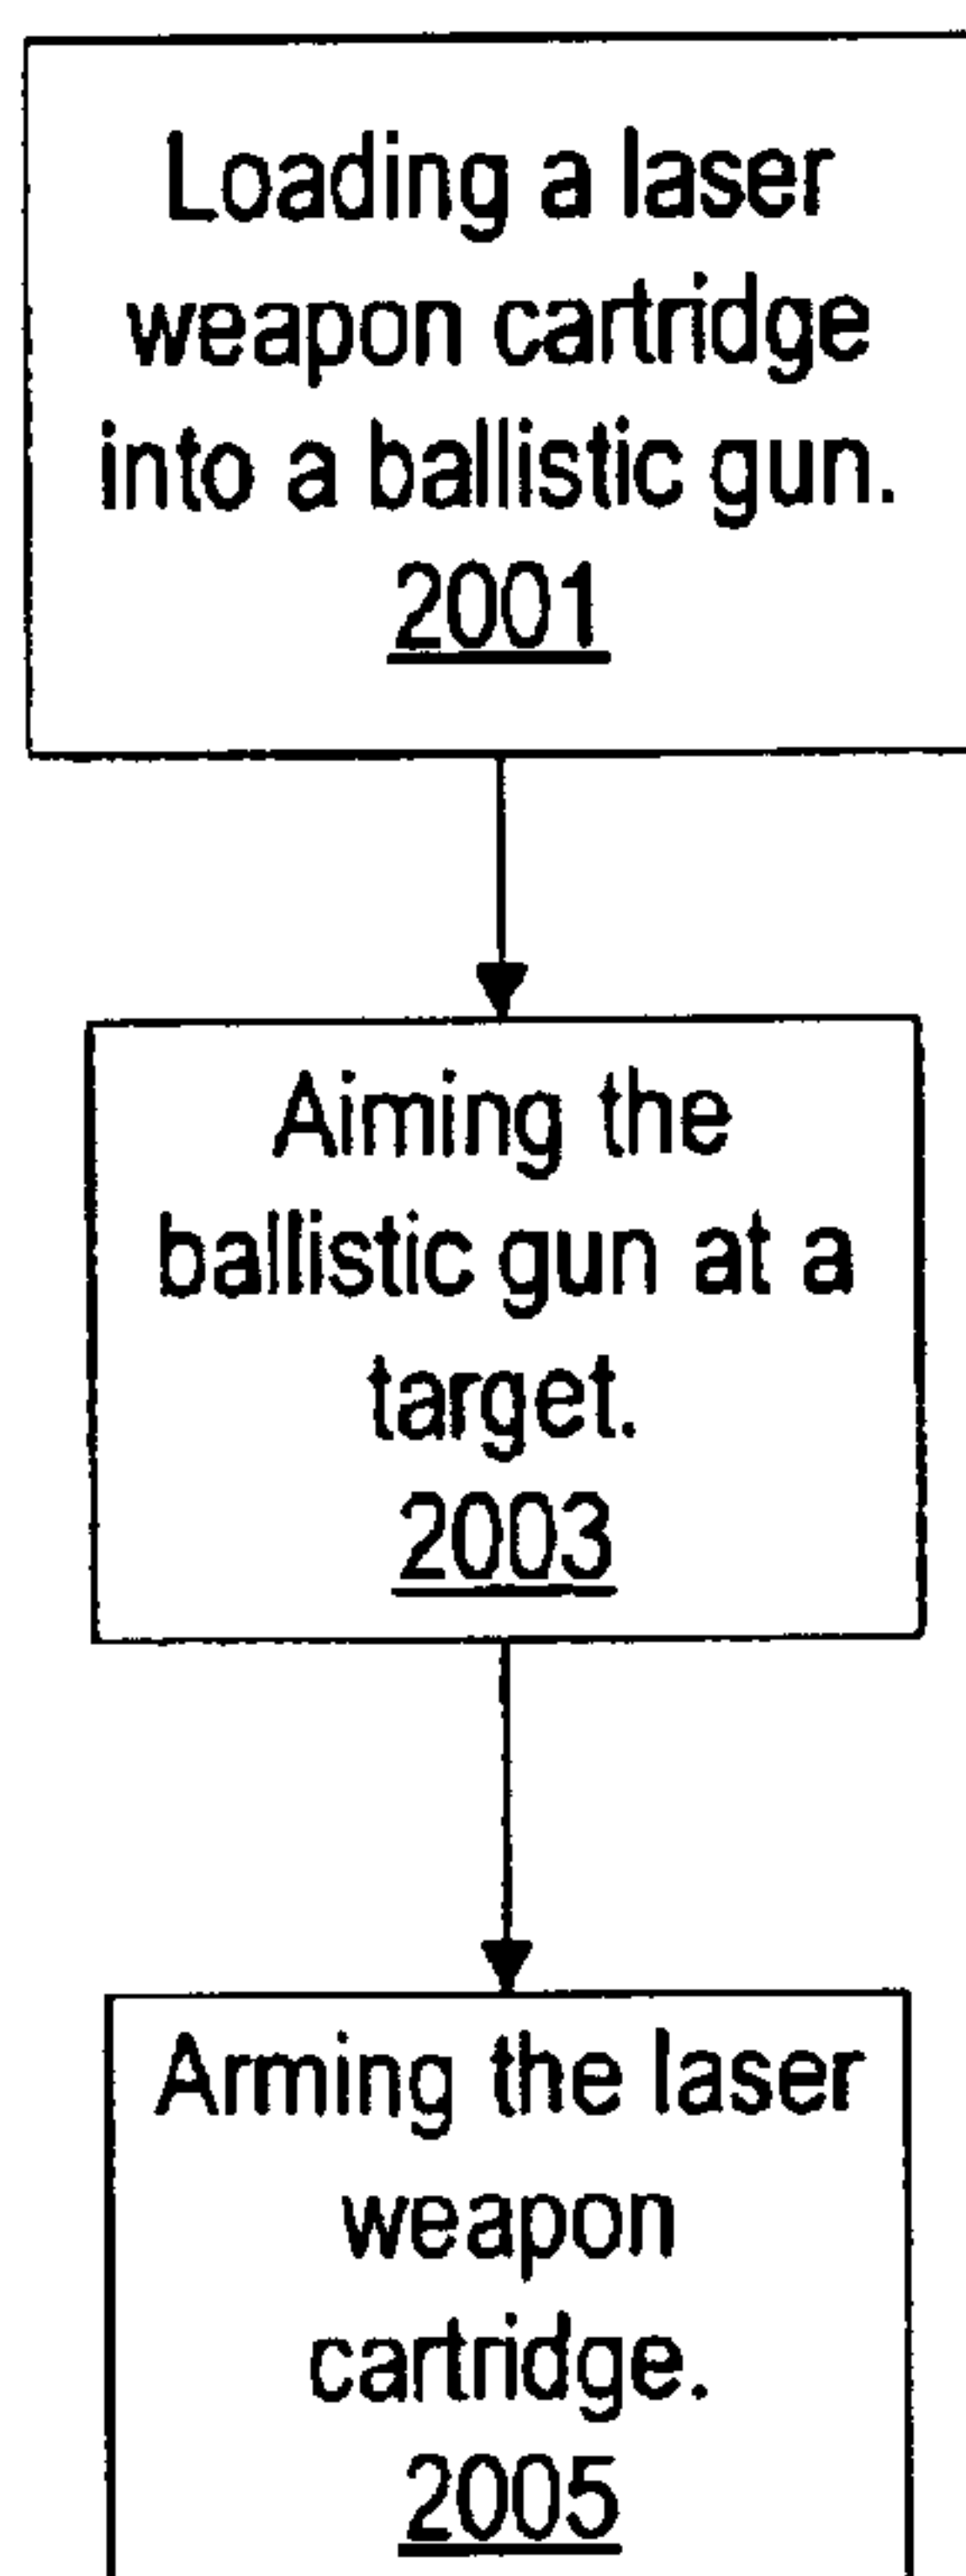 Loading a laser
weapon cartridge
into a ballistic gun.
2001
Aiming the
ballistic gun at a
target.
2003
Arming the laser
weapon
cartridge.
2005